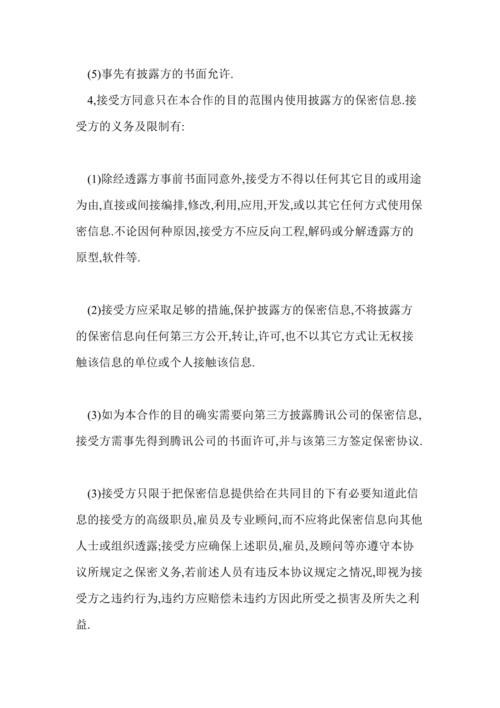 (5)事先有披露方的书面允许.
4,接受方同意只在本合作的目的范围内使用披露方的保密信息.接
受方的义务及限制有:
(1)除经透露方事前书面同意外,接受方不得以任何其它目的或用途
为由,直接或间接编排,修改,利用,应用,开发,或以其它任何方式使用保
密信息.不论因何种原因,接受方不应反向工程,解码或分解透露方的
原型,软件等.
(2)接受方应采取足够的措施,保护披露方的保密信息,不将披露方
的保密信息向任何第三方公开,转让,许可,也不以其它方式让无权接
触该信息的单位或个人接触该信息.
(3)如为本合作的目的确实需要向第三方披露腾讯公司的保密信息,
接受方需事先得到腾讯公司的书面许可,并与该第三方签定保密协议.
(3)接受方只限于把保密信息提供给在共同目的下有必要知道此信
息的接受方的高级职员,雇员及专业顾问,而不应将此保密信息向其他
人士或组织透露;接受方应确保上述职员,雇员,及顾问等亦遵守本协
议所规定之保密义务,若前述人员有违反本协议规定之情况,即视为接
受方之违约行为,违约方应赔偿未违约方因此所受之损害及所失之利
益.